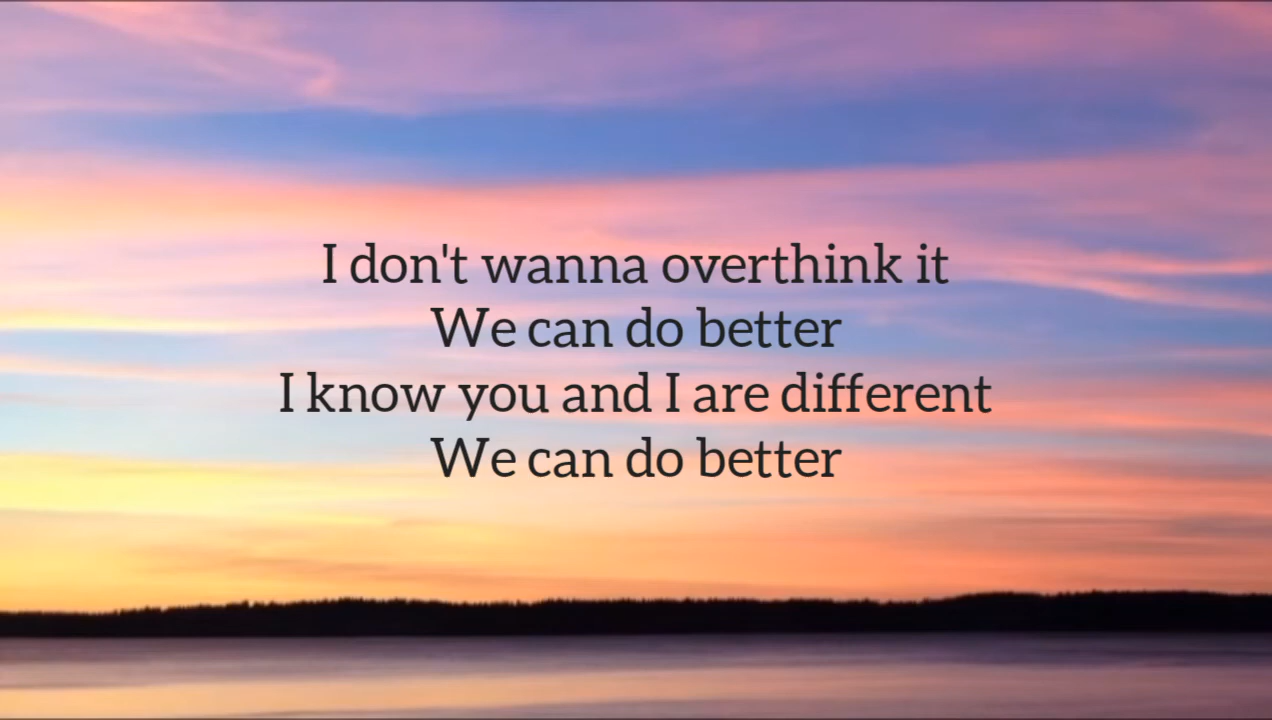 I don't wanna overthink it
We can do better
I know you and I are different
We can do better